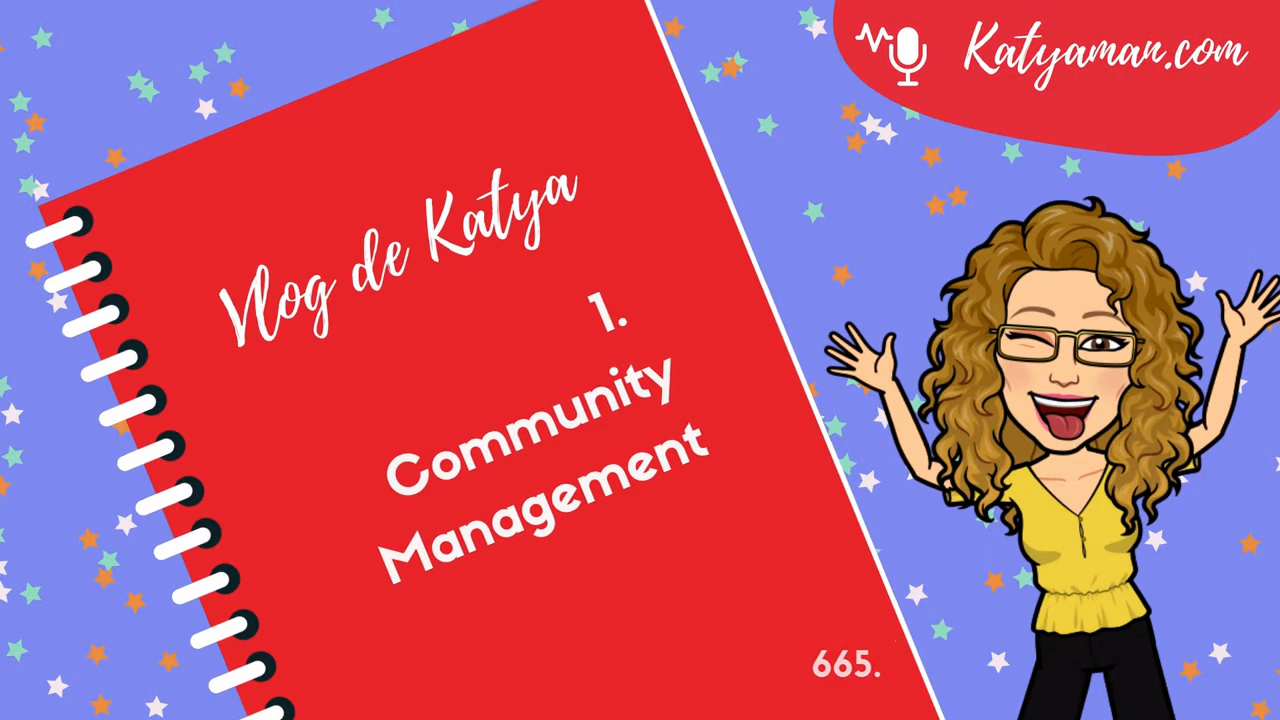 Katyaman.com
Vlog de Katya
1.
Community
Management
665.